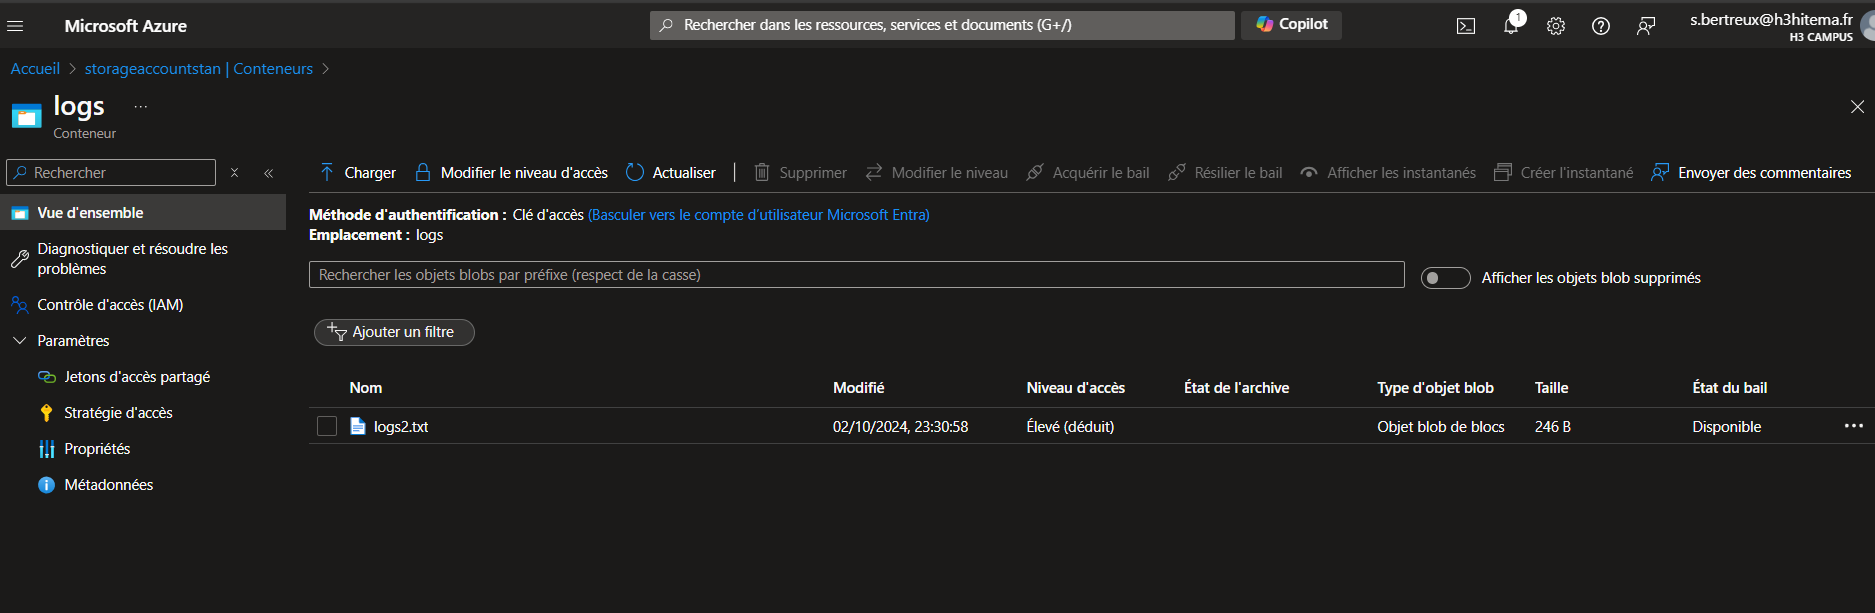 Microsoft Azure
Rechercher dans les ressources, services et documents (G+/)
Copilot
1
s.bertreux@h3hitema.fr
H3 CAMPUS
Accueil > storageaccountstan | Conteneurs >
logs ...
Conteneur
Rechercher
Charger Modifier le niveau d'accès Actualiser | Supprimer Modifier le niveau Acquérir le bail Résilier le bail Afficher les instantanés Créer l'instantané Envoyer des commentaires
Vue d'ensemble
Diagnostiquer et résoudre les
problèmes
Contrôle d'accès (IAM)
Paramètres
Jetons d'accès partagé
Stratégie d'accès
Propriétés
Métadonnées
Méthode d'authentification : Clé d'accès (Basculer vers le compte d'utilisateur Microsoft Entra)
Emplacement : logs
Rechercher les objets blobs par préfixe (respect de la casse)
Afficher les objets blob supprimés
Ajouter un filtre
Nom Modifié Niveau d'accès État de l'archive Type d'objet blob Taille État du bail
logs2.txt 02/10/2024, 23:30:58 Élevé (déduit) Objet blob de blocs 246 B Disponible ...